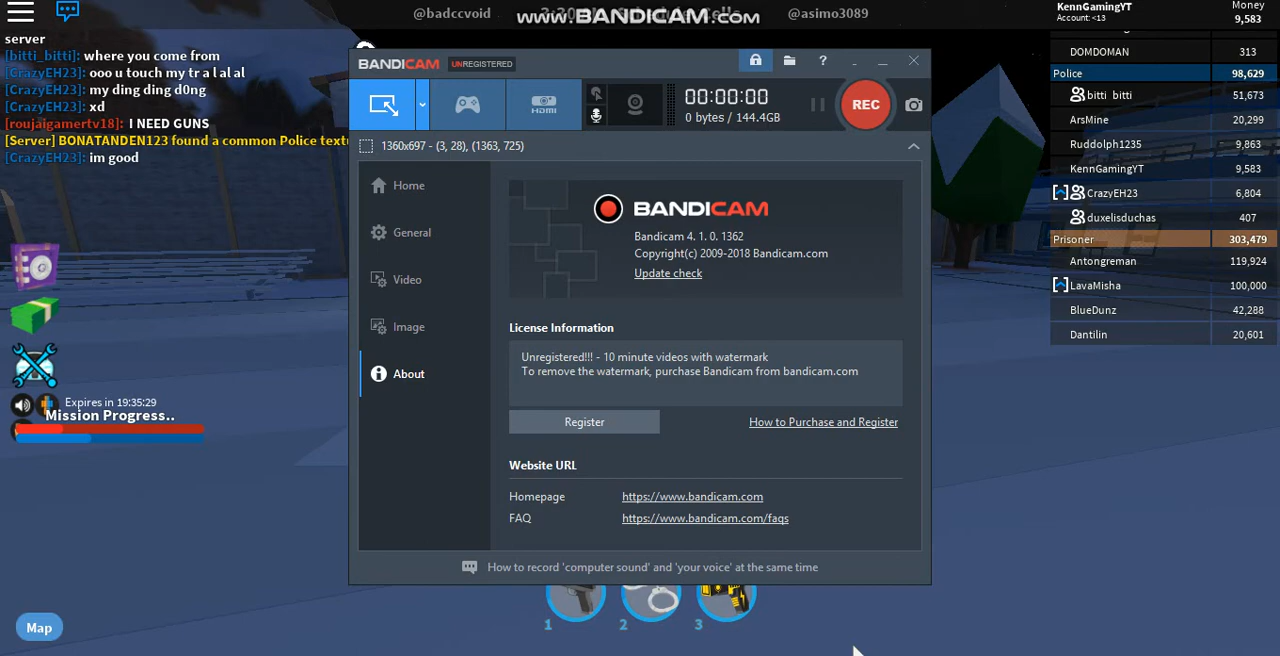 @badccvoid
www.BANDICAM.com
@asimo3089
KennGamingYT
Account: <13
Money
9,583
server
[bitti_bitti]: where you come from
[CrazyEH23]: ooo u touch my tr a l al al
[CrazyEH23]: my ding ding d0ng
[CrazyEH23]: xd
[roujaigamertv18]: I NEED GUNS
[Server] BONATANDEN123 found a common Police text
[CrazyEH23]: im good
DOMDOMAN 313
Police 98,629
bitti_bitti 51,673
ArsMine 20,299
Ruddolph1235 9,863
KennGamingYT 9,583
CrazyEH23 6,804
duxelisduchas 407
Prisoner 303,479
Antongreman 119,924
LavaMisha 100,000
BlueDunz 42,288
Dantilin 20,601
BANDICAM UNREGISTERED
?
HDMI
00:00:00
0 bytes / 144.4GB
REC
1360x697 - (3, 28), (1363, 725)
Home
General
Video
Image
About
BANDICAM
Bandicam 4. 1. 0. 1362
Copyright(c) 2009-2018 Bandicam.com
Update check
License Information
Unregistered!!! - 10 minute videos with watermark
To remove the watermark, purchase Bandicam from bandicam.com
Register
How to Purchase and Register
Website URL
Homepage https://www.bandicam.com
FAQ https://www.bandicam.com/faqs
How to record 'computer sound' and 'your voice' at the same time
Expires in 19:35:29
Mission Progress..
1 2 3
Map